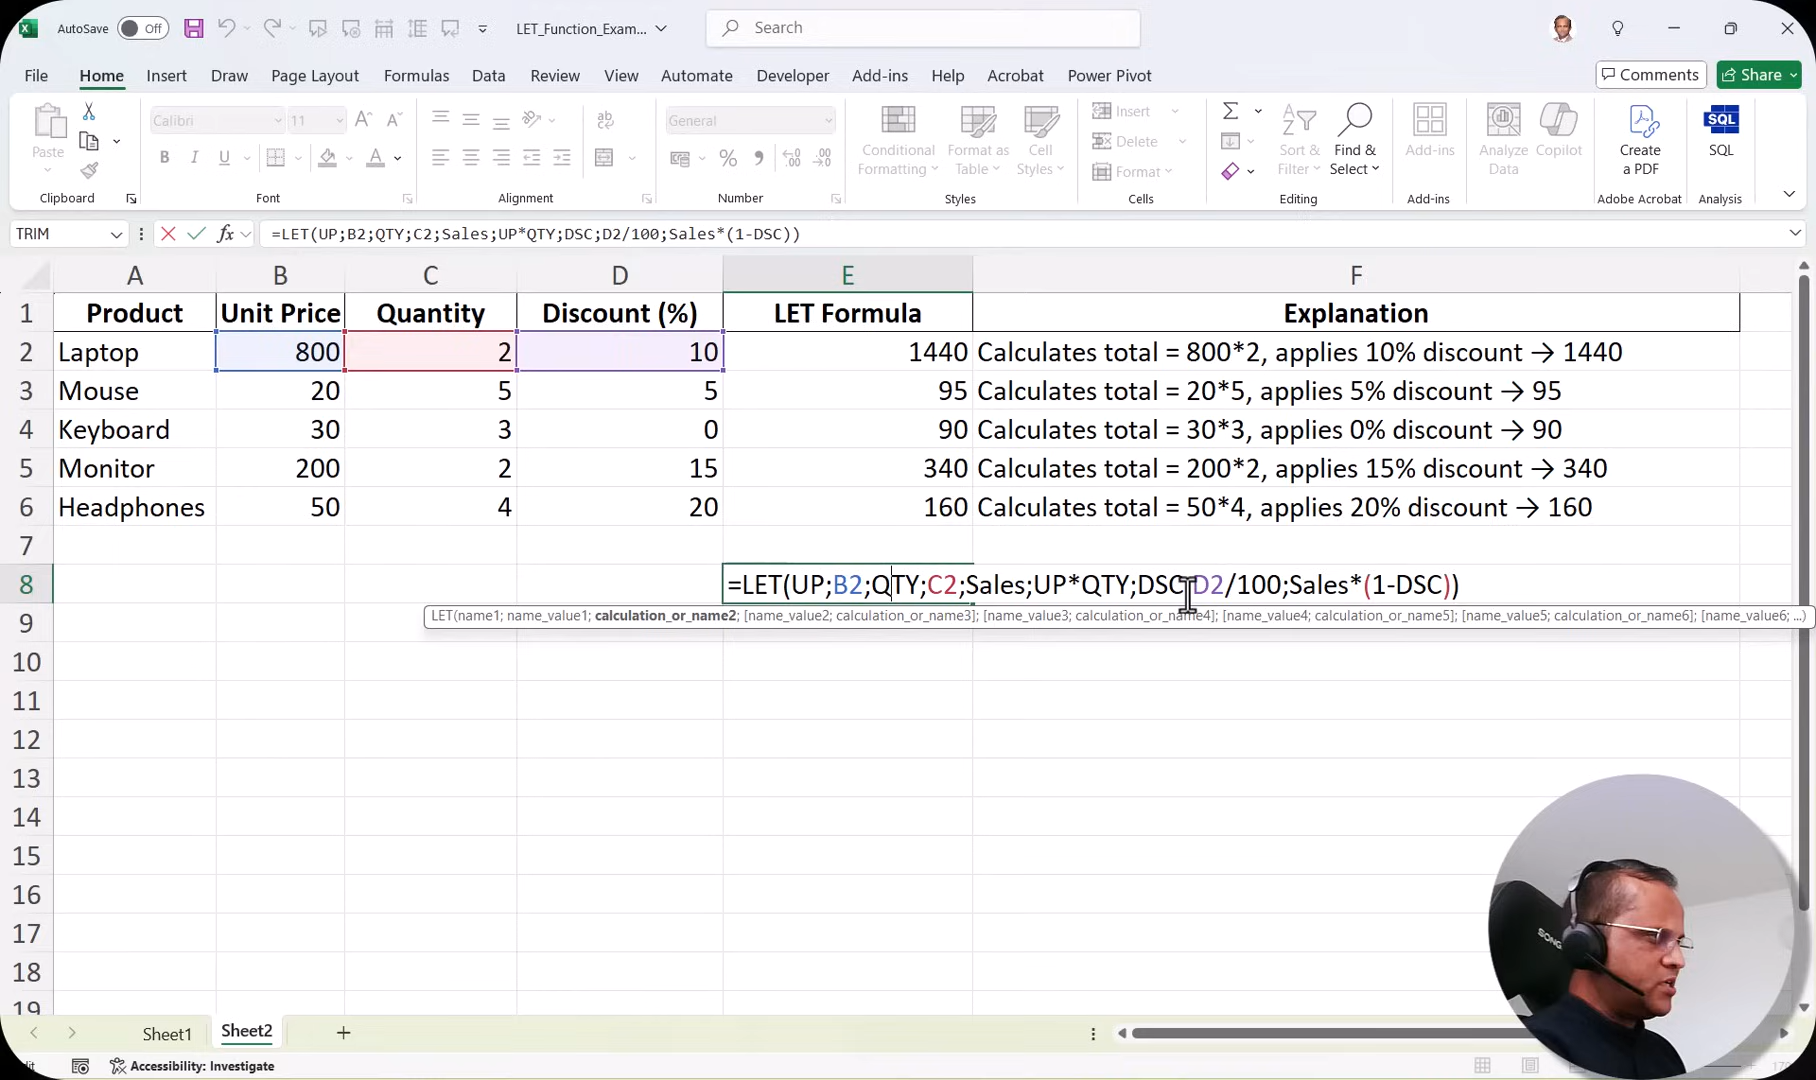 AutoSave Off LET_Function_Exam... Search
File Home Insert Draw Page Layout Formulas Data Review View Automate Developer Add-ins Help Acrobat Power Pivot Comments Share
Paste Calibri 11 General Conditional Formatting Format as Table Cell Styles Insert Delete Format Sort & Filter Find & Select Add-ins Analyze Data Copilot Create a PDF SQL SQL
Clipboard Font Alignment Number Styles Cells Editing Add-ins Adobe Acrobat Analysis
TRIM fx =LET(UP;B2;QTY;C2;Sales;UP*QTY;DSC;D2/100;Sales*(1-DSC))
A B C D E F
1 Product Unit Price Quantity Discount (%) LET Formula Explanation
2 Laptop 800 2 10 1440 Calculates total = 800*2, applies 10% discount → 1440
3 Mouse 20 5 5 95 Calculates total = 20*5, applies 5% discount → 95
4 Keyboard 30 3 0 90 Calculates total = 30*3, applies 0% discount → 90
5 Monitor 200 2 15 340 Calculates total = 200*2, applies 15% discount → 340
6 Headphones 50 4 20 160 Calculates total = 50*4, applies 20% discount → 160
7
8 =LET(UP;B2;QTY;C2;Sales;UP*QTY;DSC;D2/100;Sales*(1-DSC))
LET(name1; name_value1; calculation_or_name2; [name_value2; calculation_or_name3]; [name_value3; calculation_or_name4]; [name_value4; calculation_or_name5]; [name_value5; calculation_or_name6]; [name_value6; ...)
9
10
11
12
13
14
15
16
17
18
19
Sheet1 Sheet2
Accessibility: Investigate